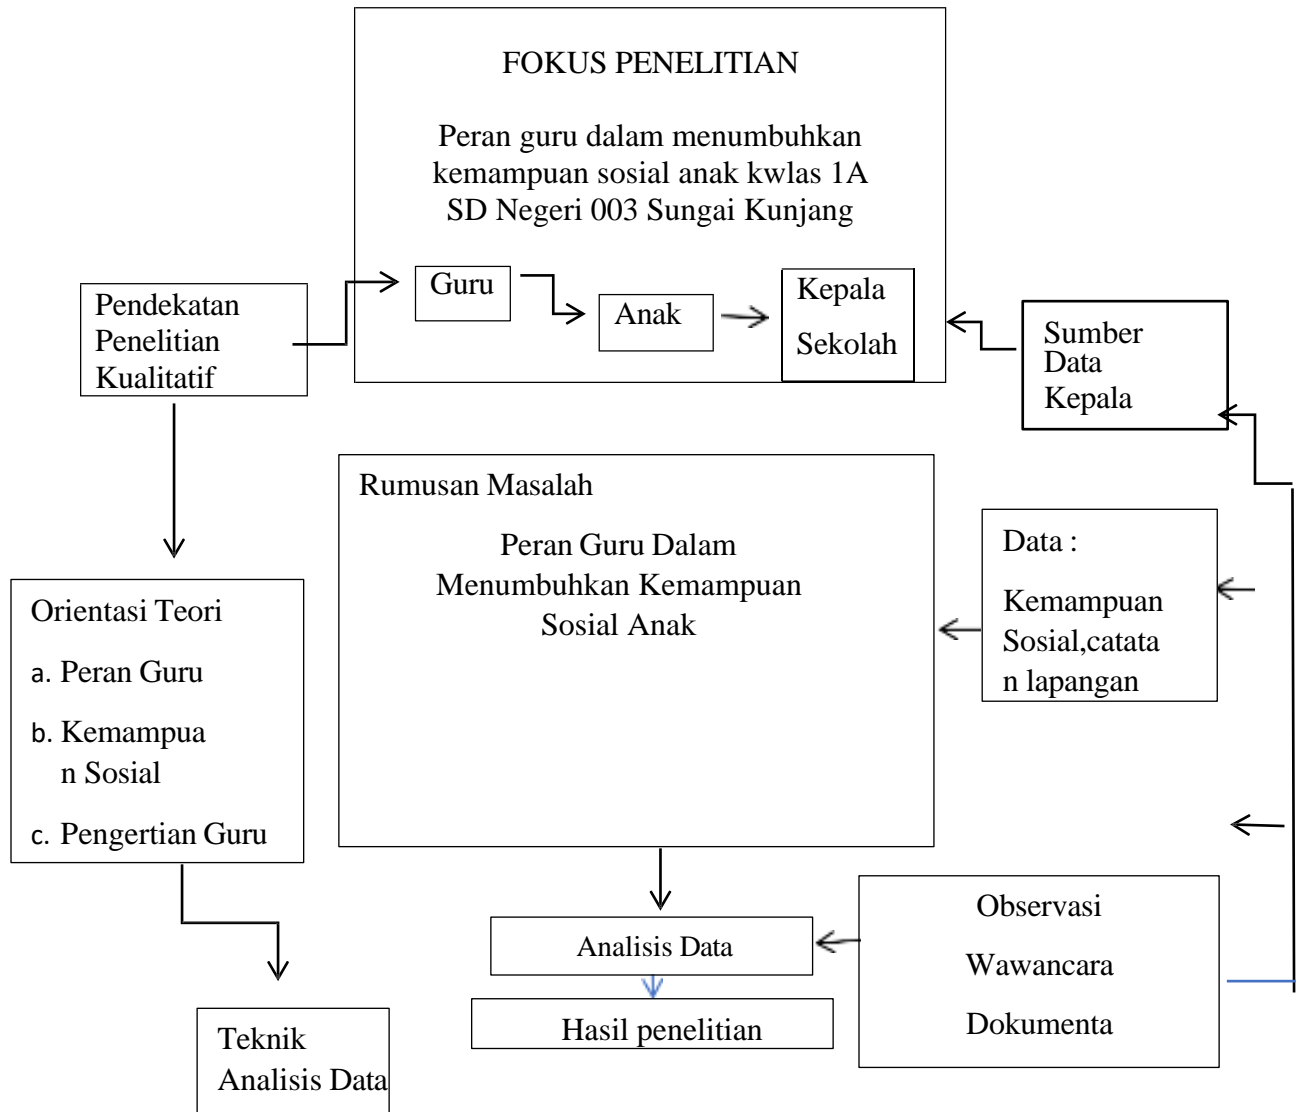 FOKUS PENELITIAN
Peran guru dalam menumbuhkan
kemampuan sosial anak kwlas 1A
SD Negeri 003 Sungai Kunjang
Guru
Anak
Kepala
Sekolah
Pendekatan
Penelitian
Kualitatif
Sumber
Data
Kepala
Rumusan Masalah
Peran Guru Dalam
Menumbuhkan Kemampuan
Sosial Anak
Data :
Kemampuan
Sosial,catata
n lapangan
Orientasi Teori
a. Peran Guru
b. Kemampua
n Sosial
c. Pengertian Guru
Observasi
Wawancara
Dokumenta
Analisis Data
Hasil penelitian
Teknik
Analisis Data